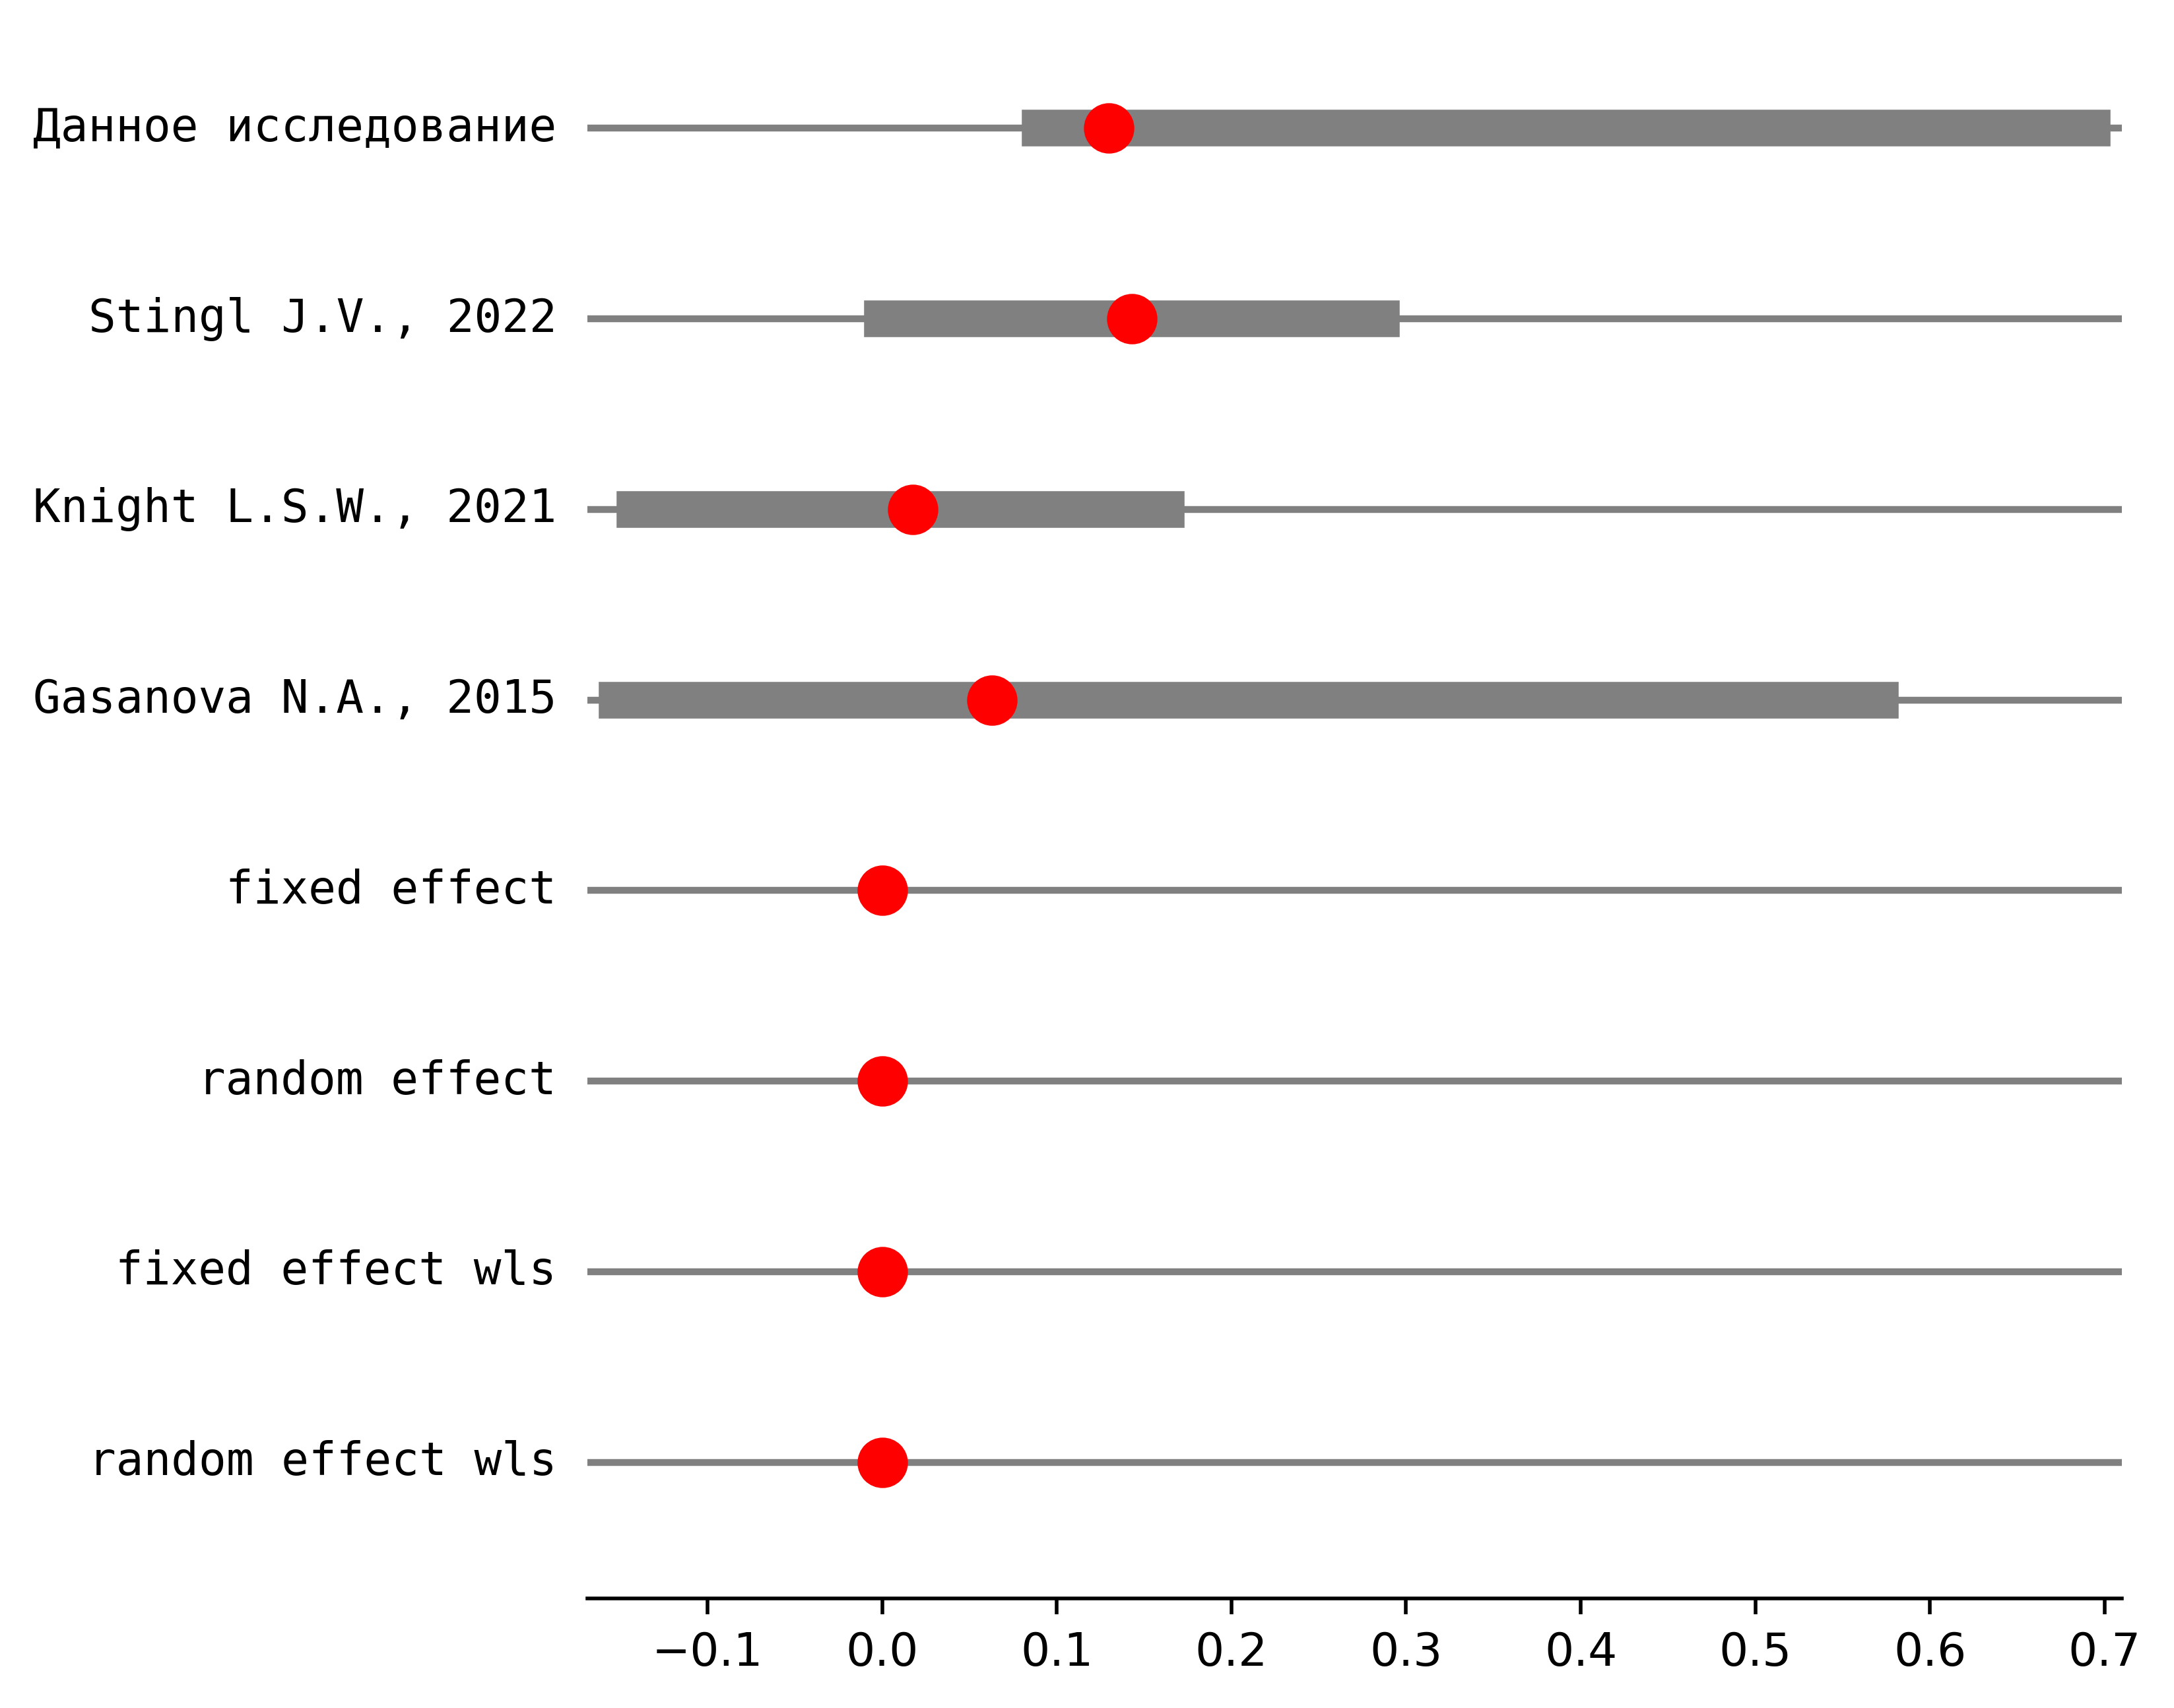 Данное исследование
Stingl J.V., 2022
Knight L.S.W., 2021
Gasanova N.A., 2015
fixed effect
random effect
fixed effect wls
random effect wls
−0.1 0.0 0.1 0.2 0.3 0.4 0.5 0.6 0.7